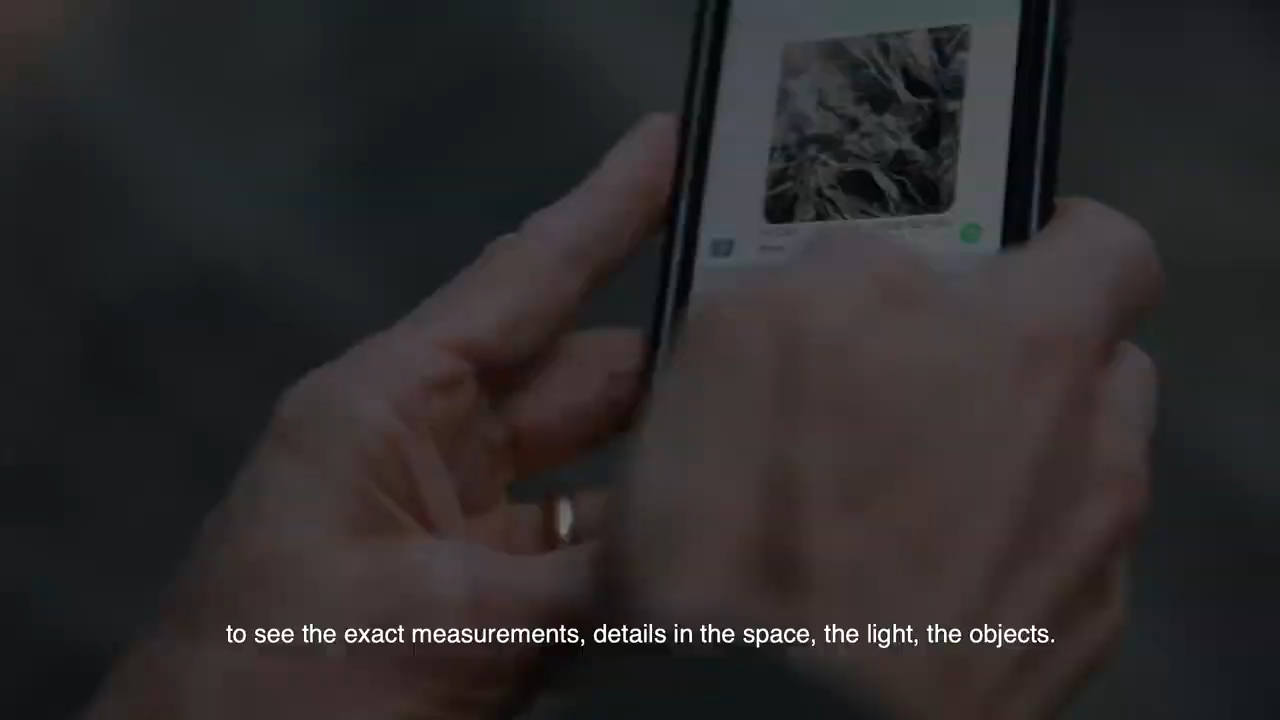 to see the exact measurements, details in the space, the light, the objects.